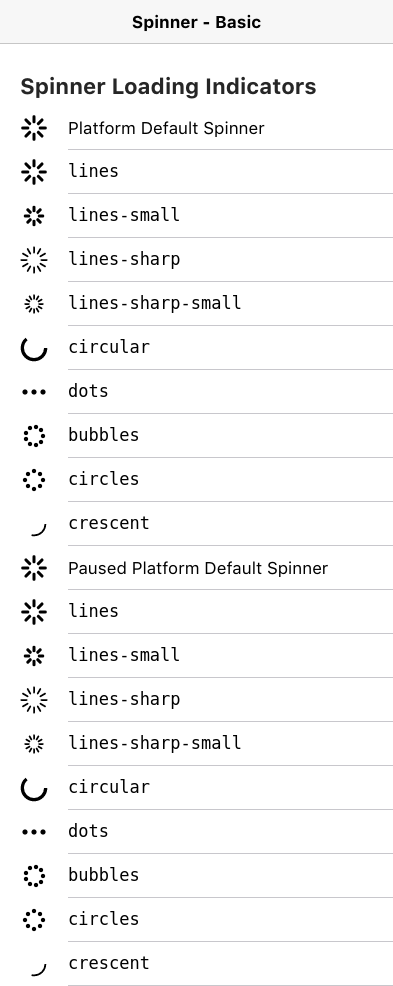 Spinner - Basic
Spinner Loading Indicators
Platform Default Spinner
lines
lines-small
lines-sharp
lines-sharp-small
circular
dots
bubbles
circles
crescent
Paused Platform Default Spinner
lines
lines-small
lines-sharp
lines-sharp-small
circular
dots
bubbles
circles
crescent